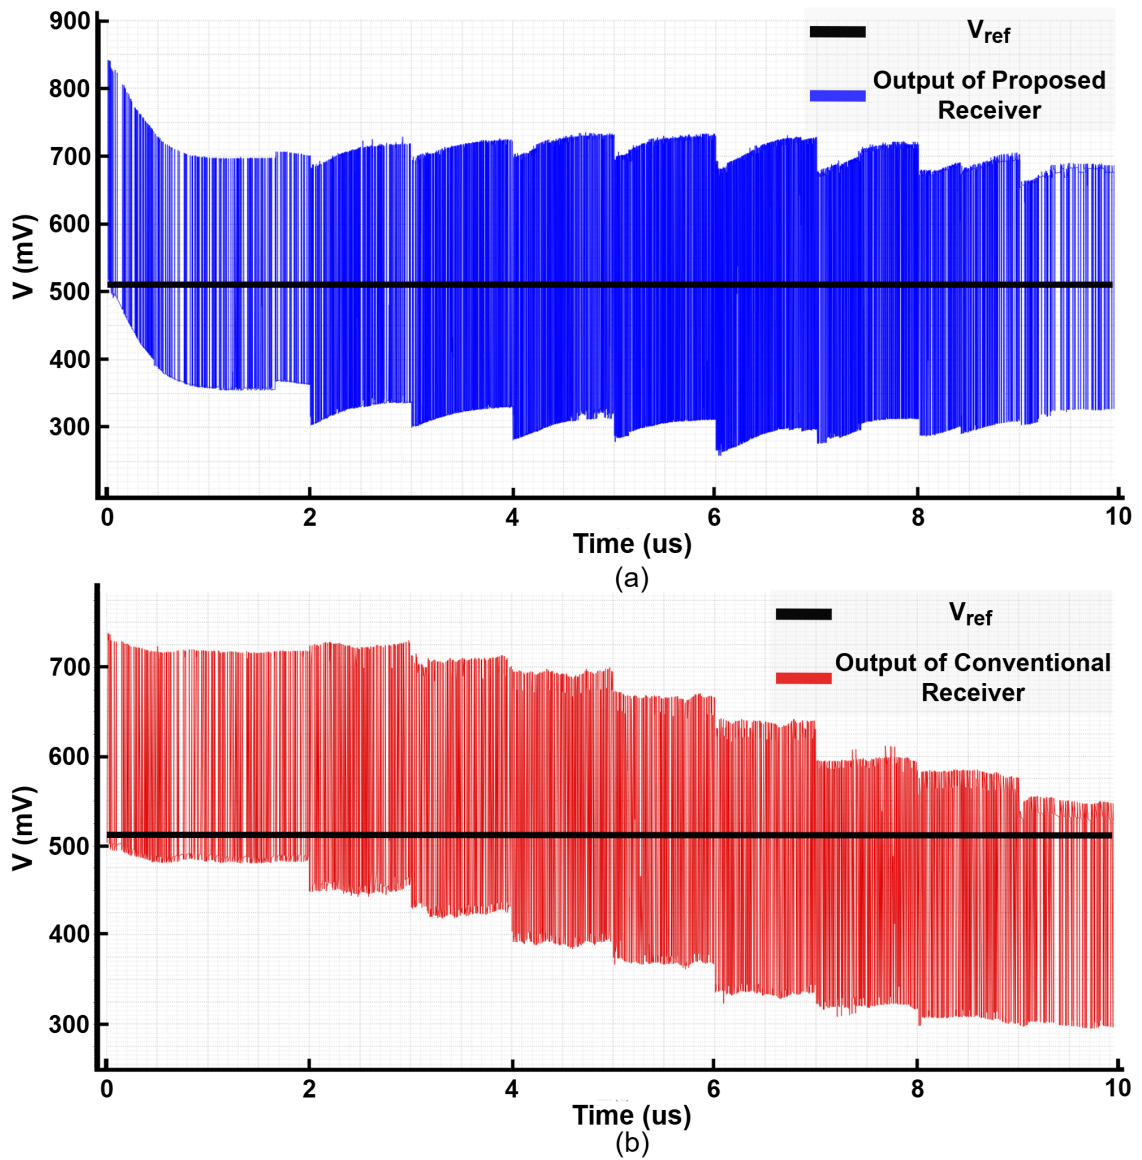 900
800
700
600
500
400
300
V (mV)
V_ref
Output of Proposed
Receiver
0 2 4 6 8 10
Time (us)
(a)
700
600
500
400
300
V (mV)
V_ref
Output of Conventional
Receiver
0 2 4 6 8 10
Time (us)
(b)